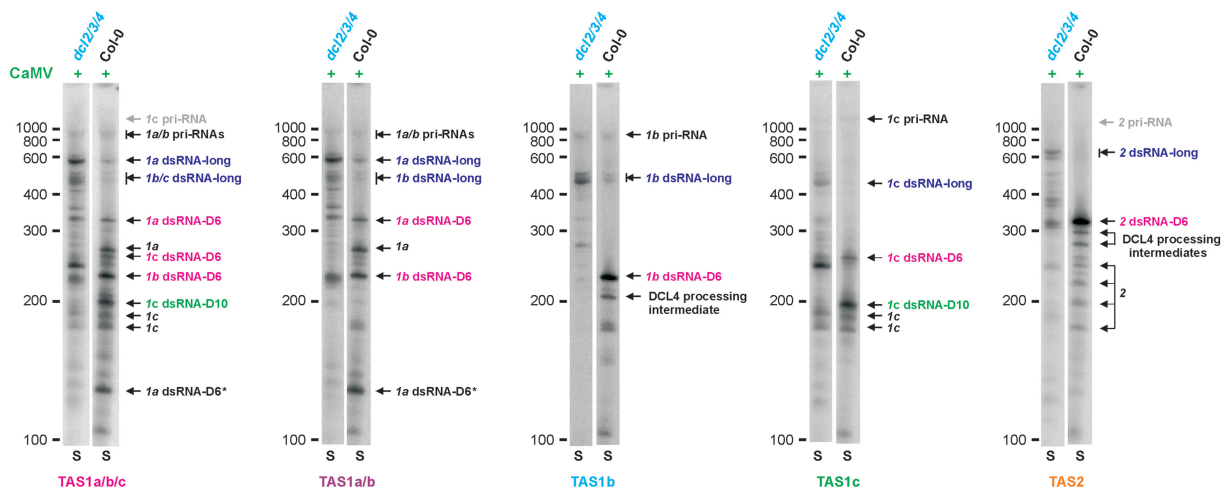 dcl2/3/4 Col-0 dcl2/3/4 Col-0 dcl2/3/4 Col-0 dcl2/3/4 Col-0 dcl2/3/4 Col-0
CaMV + + + + + + + + + +
1000
800
600
400
300
200
100
1c pri-RNA
1a/b pri-RNAs
1a dsRNA-long
1b/c dsRNA-long
1a dsRNA-D6
1a
1c dsRNA-D6
1b dsRNA-D6
1c dsRNA-D10
1c
1c
1a dsRNA-D6*
S S
TAS1a/b/c
1000
800
600
400
300
200
100
1a/b pri-RNAs
1a dsRNA-long
1b dsRNA-long
1a dsRNA-D6
1a
1b dsRNA-D6
1a dsRNA-D6*
S S
TAS1a/b
1000
800
600
400
300
200
100
1b pri-RNA
1b dsRNA-long
1b dsRNA-D6
DCL4 processing
intermediate
S S
TAS1b
1000
800
600
400
300
200
100
1c pri-RNA
1c dsRNA-long
1c dsRNA-D6
1c dsRNA-D10
1c
1c
S S
TAS1c
1000
800
600
400
300
200
100
2 pri-RNA
2 dsRNA-long
2 dsRNA-D6
DCL4 processing
intermediates
2
S S
TAS2